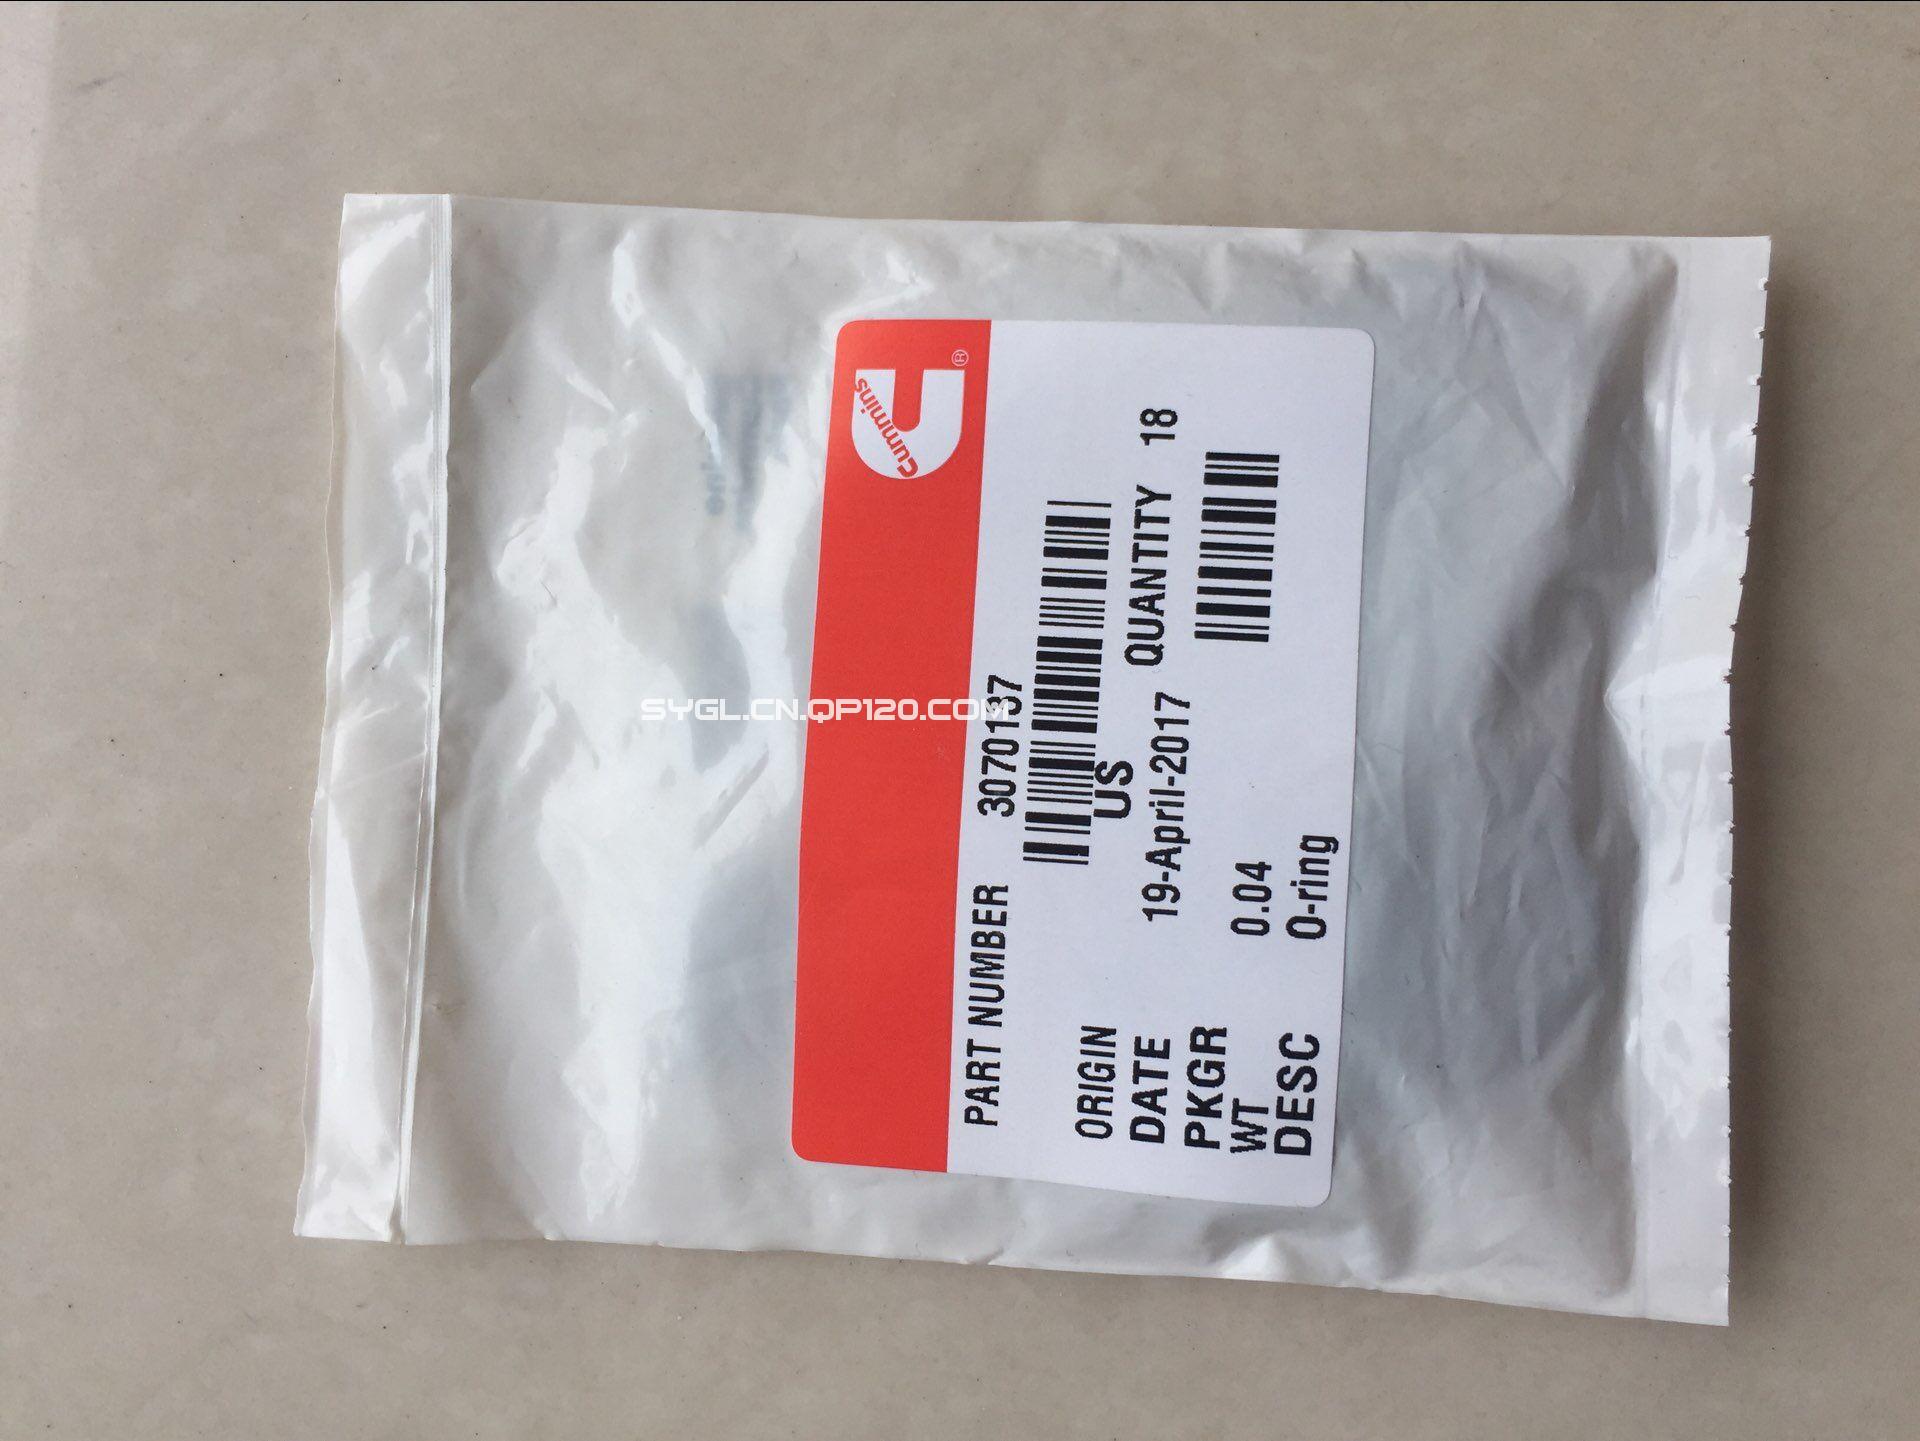 Cummins®
PART NUMBER 3070137
ORIGIN US
DATE 19-April-2017 QUANTITY 18
PKGR
WT 0.04
DESC O-ring
SYGL.CN.QP120.COM